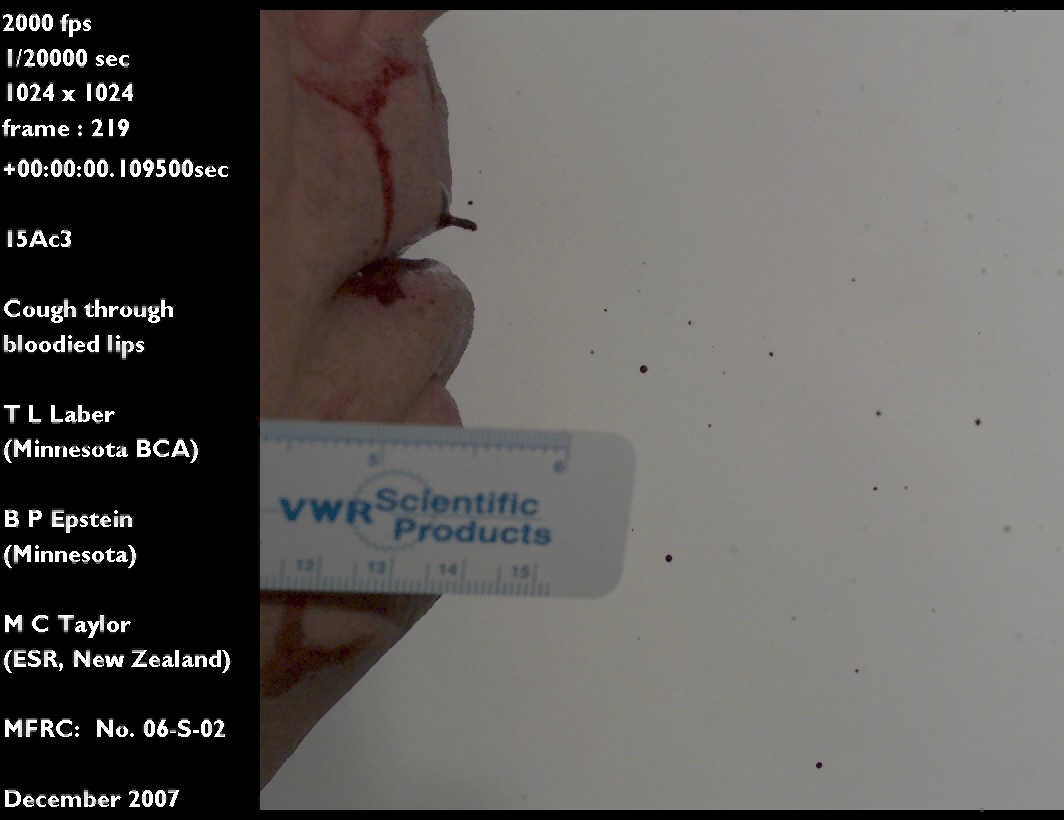 2000 fps
1/20000 sec
1024 x 1024
frame : 219
+00:00:00.109500sec
15Ac3
Cough through
bloodied lips
T L Laber
(Minnesota BCA)
B P Epstein
(Minnesota)
M C Taylor
(ESR, New Zealand)
MFRC: No. 06-S-02
December 2007
5 6
VWR Scientific
Products
12 13 14 15